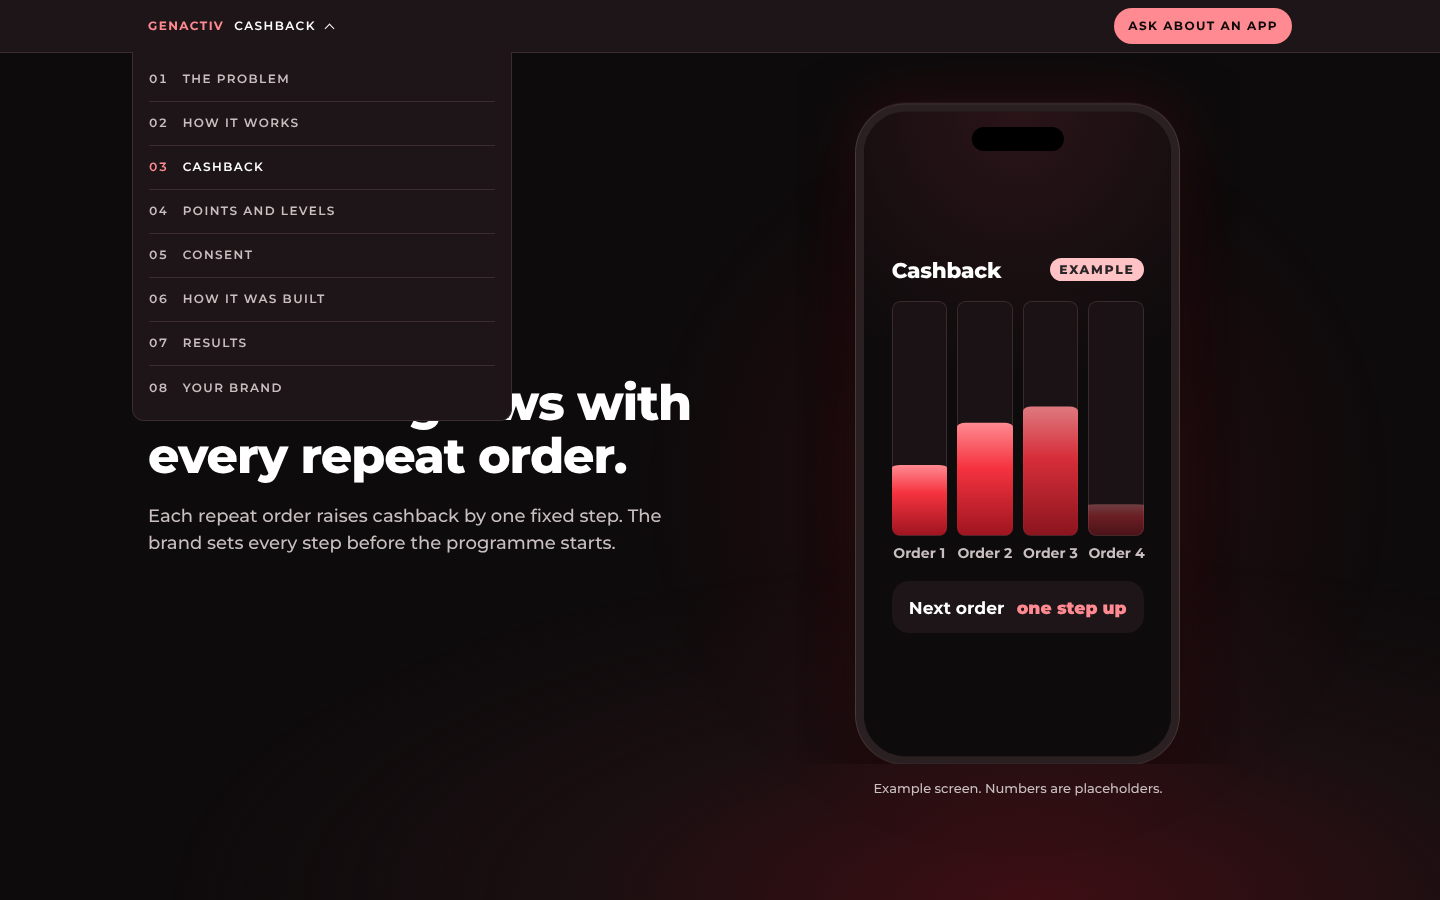 GENACTIV CASHBACK
ASK ABOUT AN APP
01 THE PROBLEM
02 HOW IT WORKS
03 CASHBACK
04 POINTS AND LEVELS
05 CONSENT
06 HOW IT WAS BUILT
07 RESULTS
08 YOUR BRAND
with
every repeat order.
Each repeat order raises cashback by one fixed step. The
brand sets every step before the programme starts.
Cashback
EXAMPLE
Order 1 Order 2 Order 3 Order 4
Next order one step up
Example screen. Numbers are placeholders.